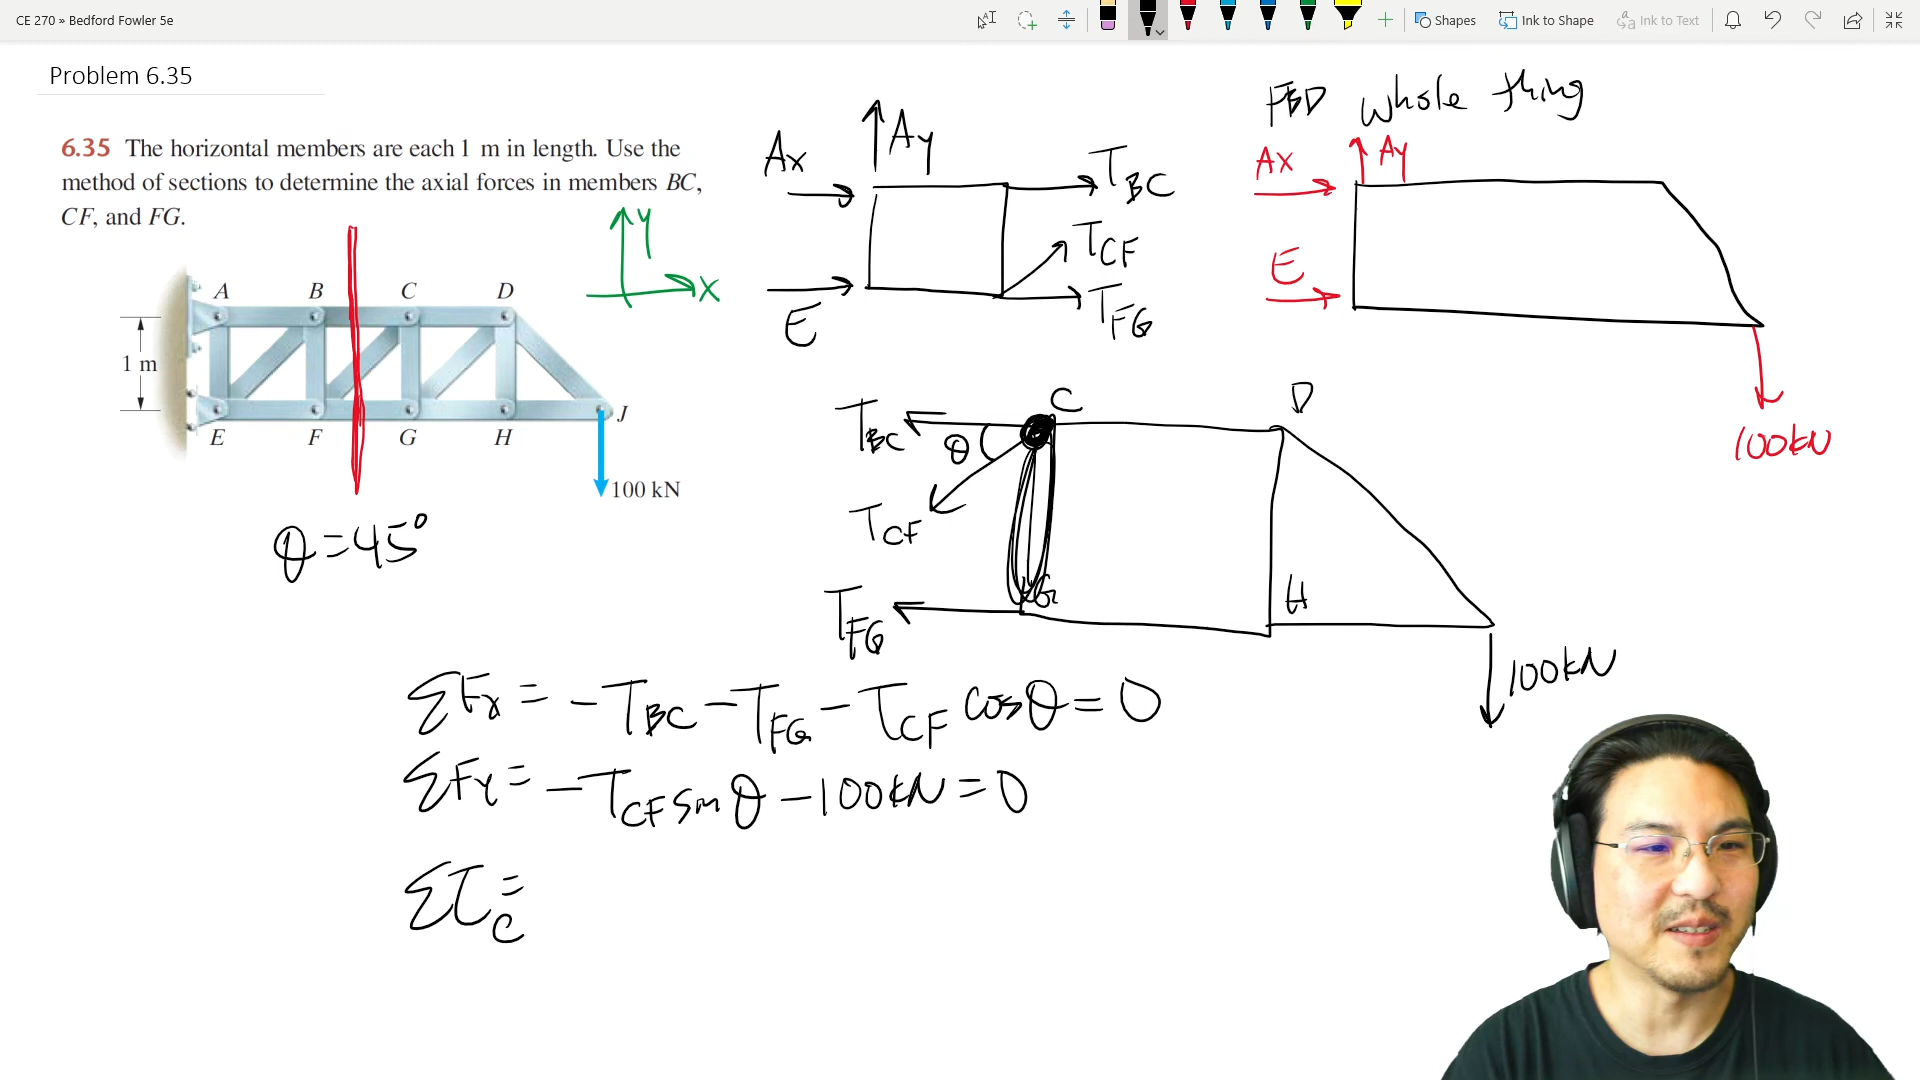 CE 270 » Bedford Fowler 5e
Shapes
Ink to Shape
Ink to Text
Problem 6.35
6.35 The horizontal members are each 1 m in length. Use the
method of sections to determine the axial forces in members BC,
CF, and FG.
A B C D
1 m
E F G H
J
100 kN
Y
X
θ=45°
Ax
Ay
TBC
TCF
E
TFG
FBD whole thing
Ax
Ay
E
100kN
C
D
TBC
θ
TCF
G
H
TFG
100kN
ΣFx = -TBC - TFG - TCF cosθ = 0
ΣFy = -TCF sinθ - 100kN = 0
Στc =